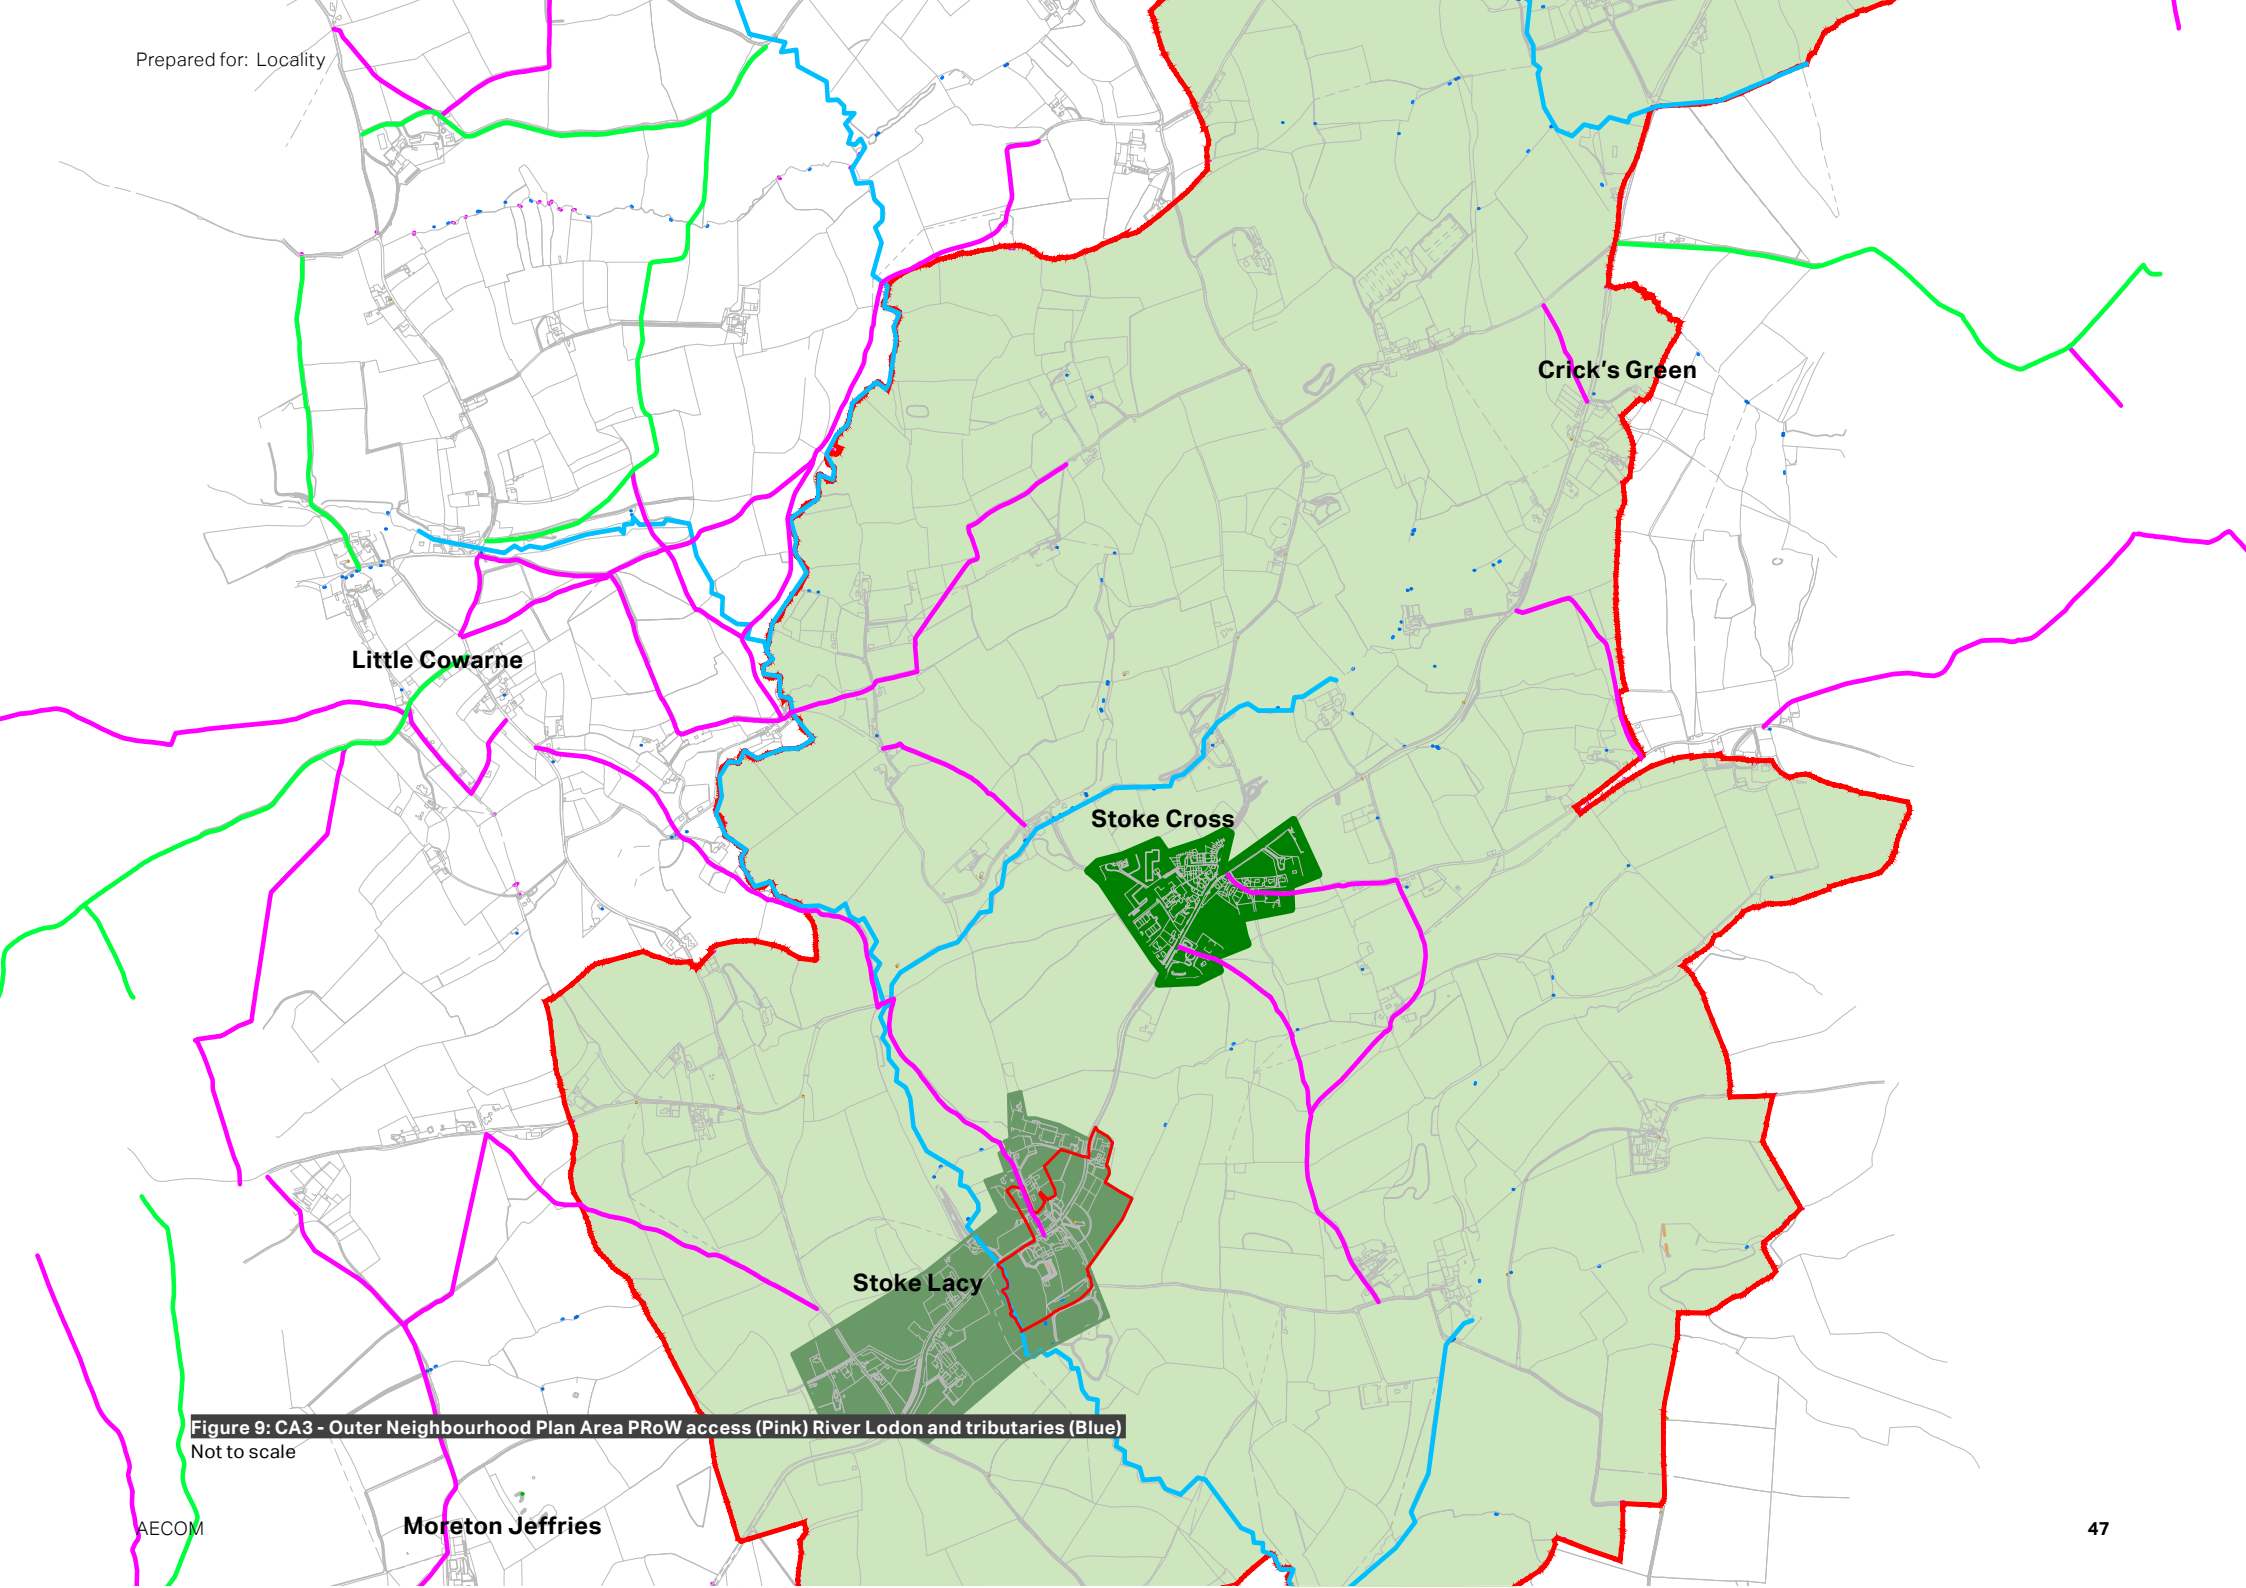 Prepared for: Locality
Crick's Green
Little Cowarne
Stoke Cross
Stoke Lacy
Figure 9: CA3 - Outer Neighbourhood Plan Area PRoW access (Pink) River Lodon and tributaries (Blue)
Not to scale
Moreton Jeffries
AECOM
47